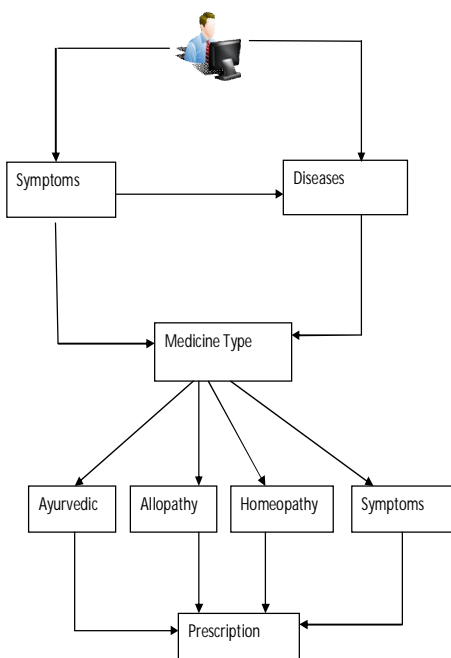 Symptoms
Diseases
Medicine Type
Ayurvedic
Allopathy
Homeopathy
Symptoms
Prescription